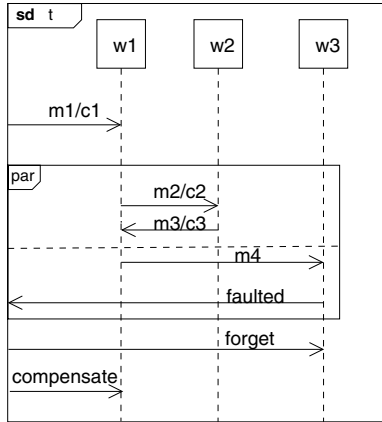 sd t
w1 w2 w3
m1/c1
par
m2/c2
m3/c3
m4
faulted
forget
compensate